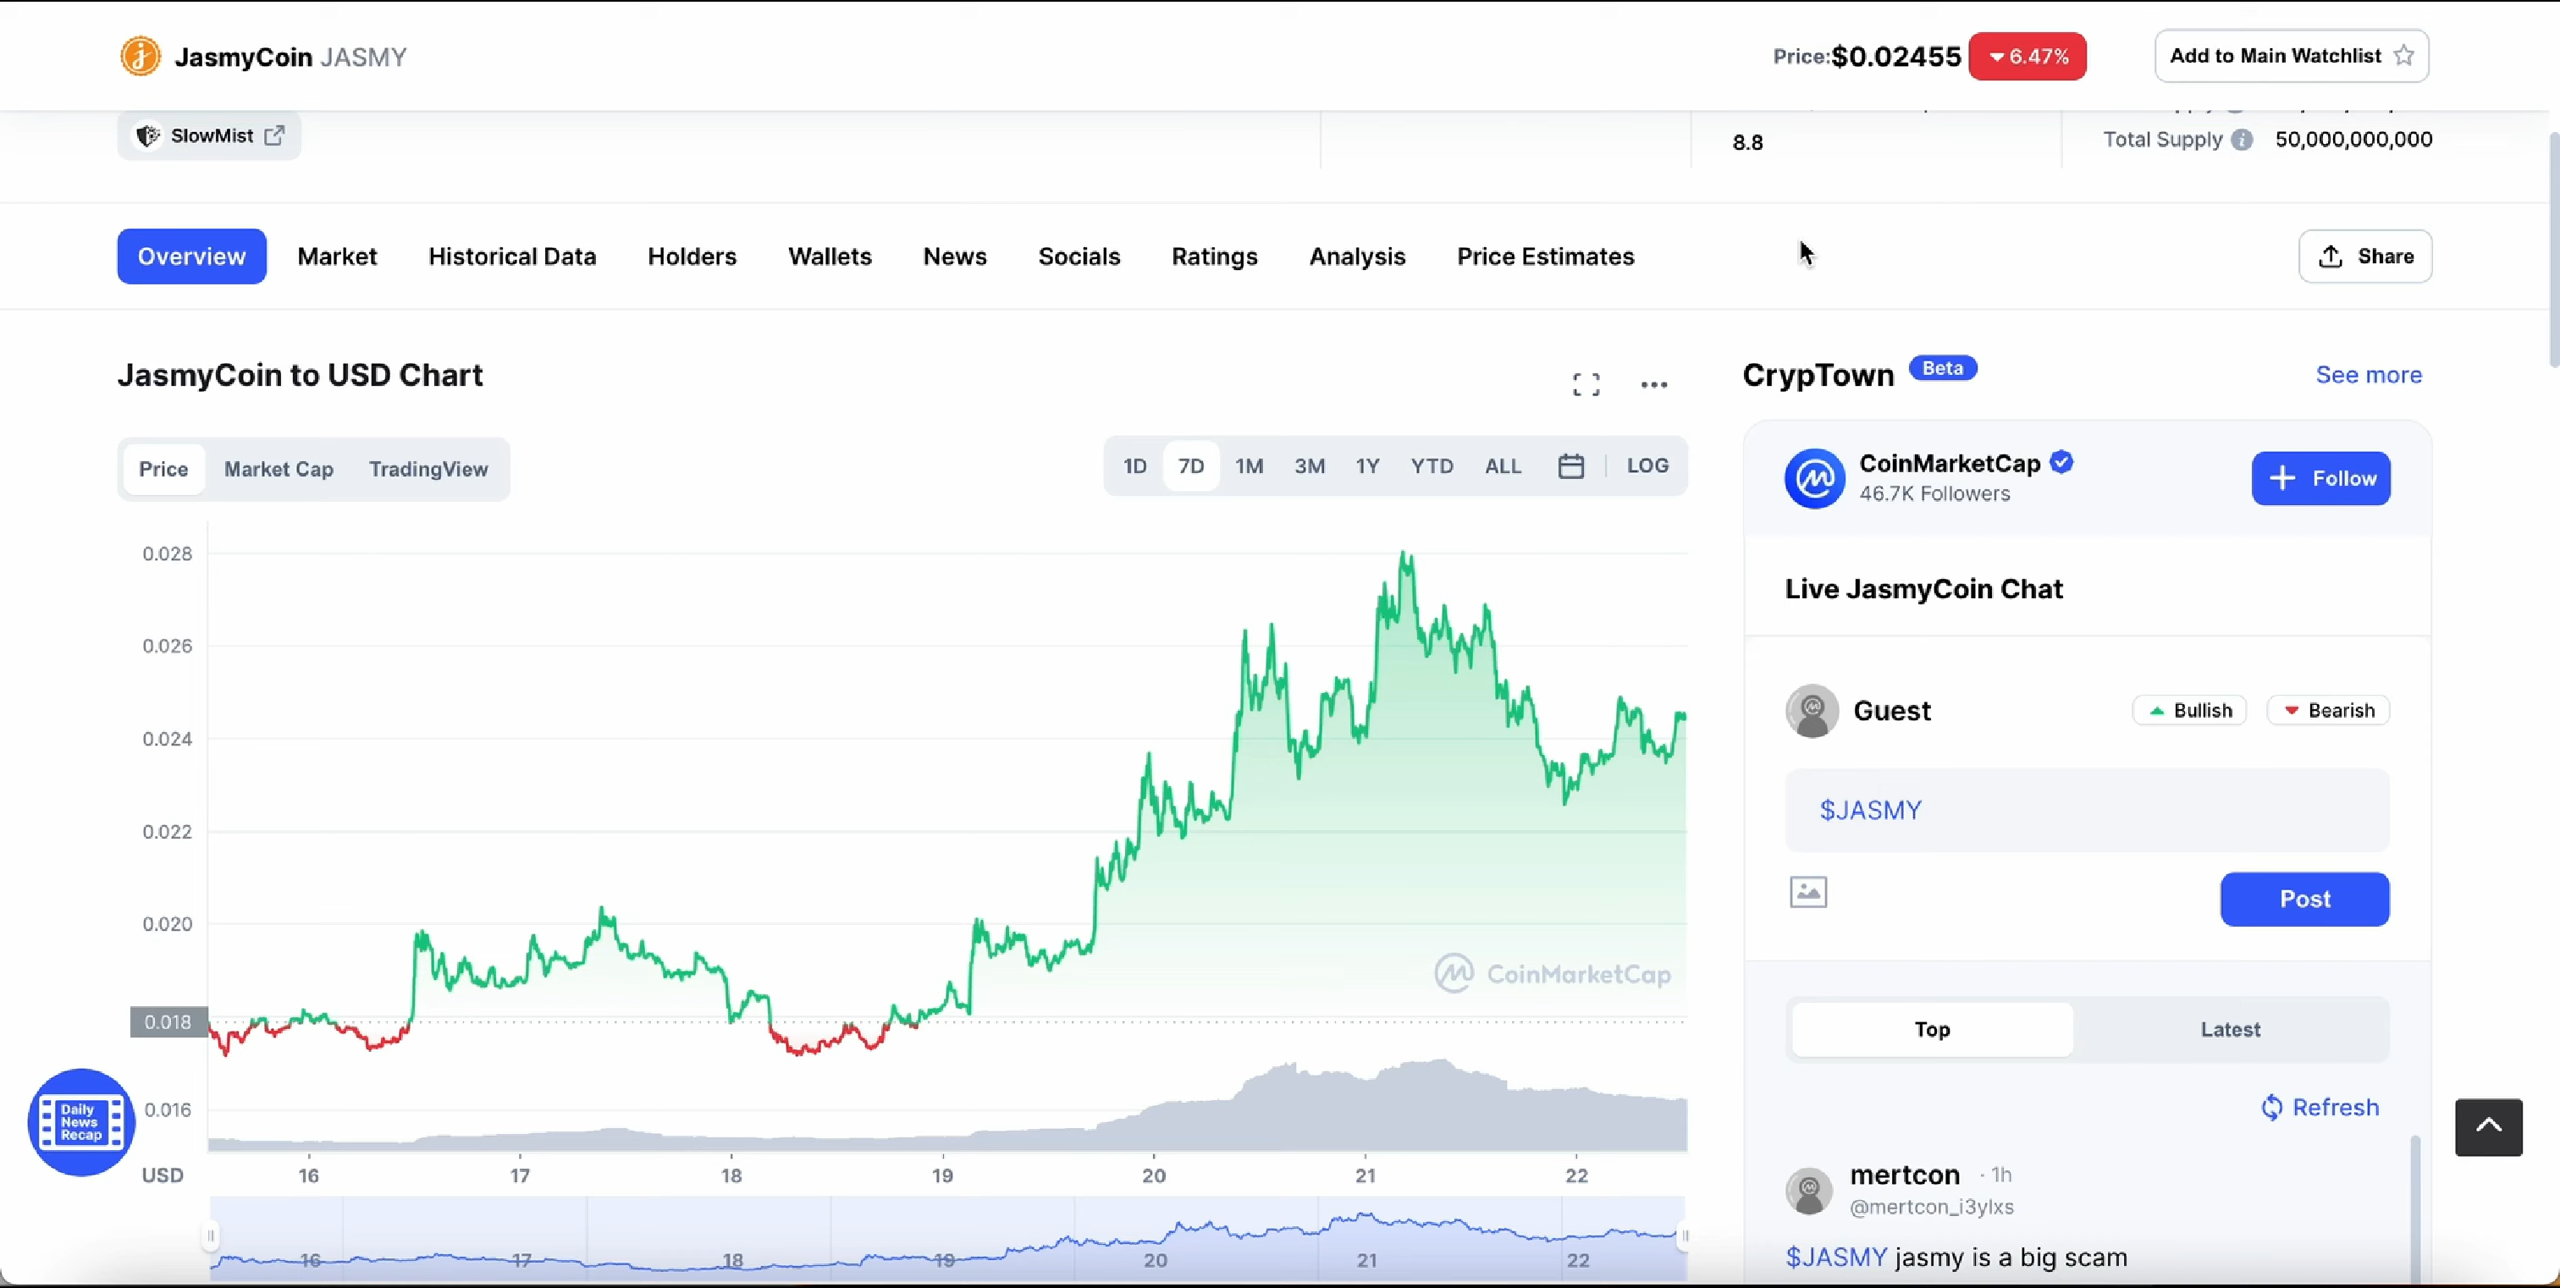 JasmyCoin JASMY
Price:$0.02455
6.47%
Add to Main Watchlist
SlowMist
8.8
Total Supply
50,000,000,000
Overview
Market
Historical Data
Holders
Wallets
News
Socials
Ratings
Analysis
Price Estimates
Share
JasmyCoin to USD Chart
Price
Market Cap
TradingView
1D
7D
1M
3M
1Y
YTD
ALL
LOG
0.028
0.026
0.024
0.022
0.020
0.018
0.016
CoinMarketCap
USD
16
17
18
19
20
21
22
16
17
18
19
20
21
22
Daily
News
Recap
CrypTown
Beta
See more
CoinMarketCap
46.7K Followers
Follow
Live JasmyCoin Chat
Guest
Bullish
Bearish
$JASMY
Post
Top
Latest
Refresh
mertcon · 1h
@mertcon_i3ylxs
$JASMY jasmy is a big scam